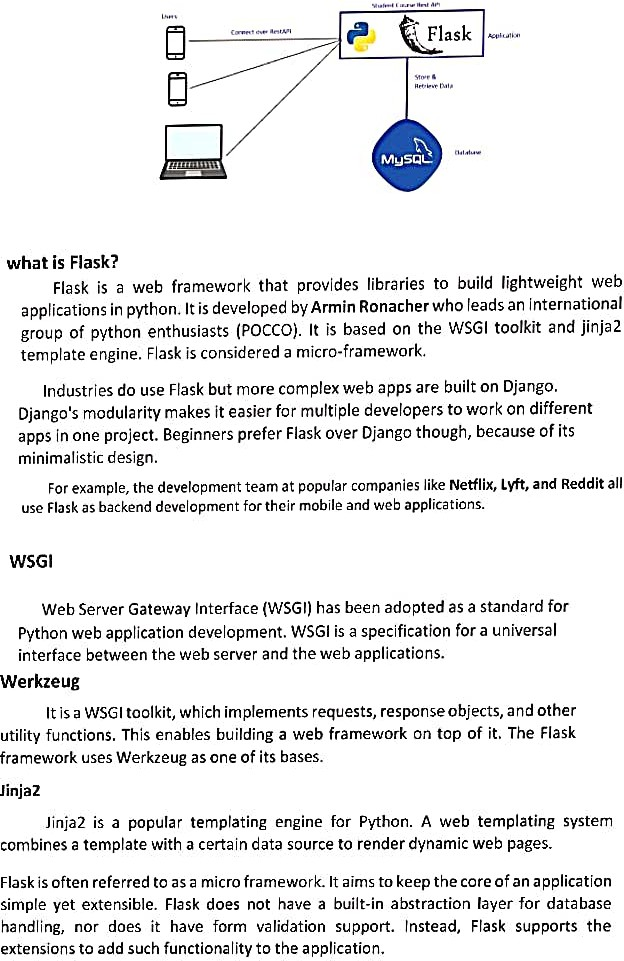 Student Course Rest API
Users
Connect over RestAPI
Flask
Application
Store &
Retrieve Data
MySQL
Database
what is Flask?
Flask is a web framework that provides libraries to build lightweight web
applications in python. It is developed by Armin Ronacher who leads an international
group of python enthusiasts (POCCO). It is based on the WSGI toolkit and jinja2
template engine. Flask is considered a micro-framework.
Industries do use Flask but more complex web apps are built on Django.
Django's modularity makes it easier for multiple developers to work on different
apps in one project. Beginners prefer Flask over Django though, because of its
minimalistic design.
For example, the development team at popular companies like Netflix, Lyft, and Reddit all
use Flask as backend development for their mobile and web applications.
WSGI
Web Server Gateway Interface (WSGI) has been adopted as a standard for
Python web application development. WSGI is a specification for a universal
interface between the web server and the web applications.
Werkzeug
It is a WSGI toolkit, which implements requests, response objects, and other
utility functions. This enables building a web framework on top of it. The Flask
framework uses Werkzeug as one of its bases.
Jinja2
Jinja2 is a popular templating engine for Python. A web templating system
combines a template with a certain data source to render dynamic web pages.
Flask is often referred to as a micro framework. It aims to keep the core of an application
simple yet extensible. Flask does not have a built-in abstraction layer for database
handling, nor does it have form validation support. Instead, Flask supports the
extensions to add such functionality to the application.